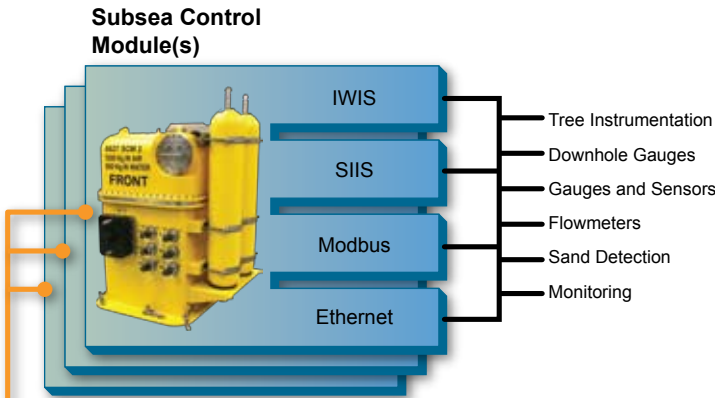 Subsea Control
Module(s)
IWIS
SIIS
Modbus
Ethernet
FRONT
Tree Instrumentation
Downhole Gauges
Gauges and Sensors
Flowmeters
Sand Detection
Monitoring